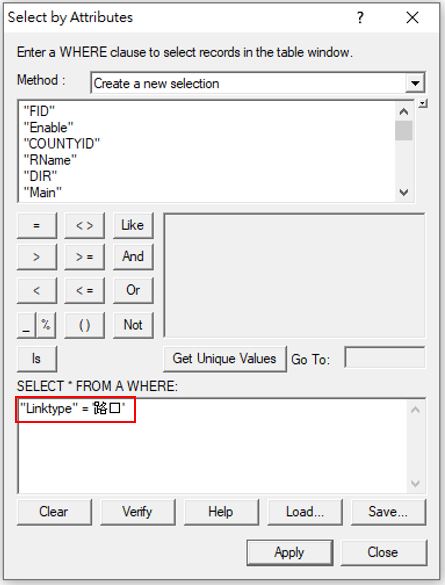 Select by Attributes
Enter a WHERE clause to select records in the table window.
Method : Create a new selection
"FID"
"Enable"
"COUNTYID"
"RName"
"DIR"
"Main"
= < > Like
> > = And
< < = Or
_ % ( ) Not
Is Get Unique Values Go To:
SELECT * FROM A WHERE:
"Linktype" = '路口'
Clear Verify Help Load... Save...
Apply Close